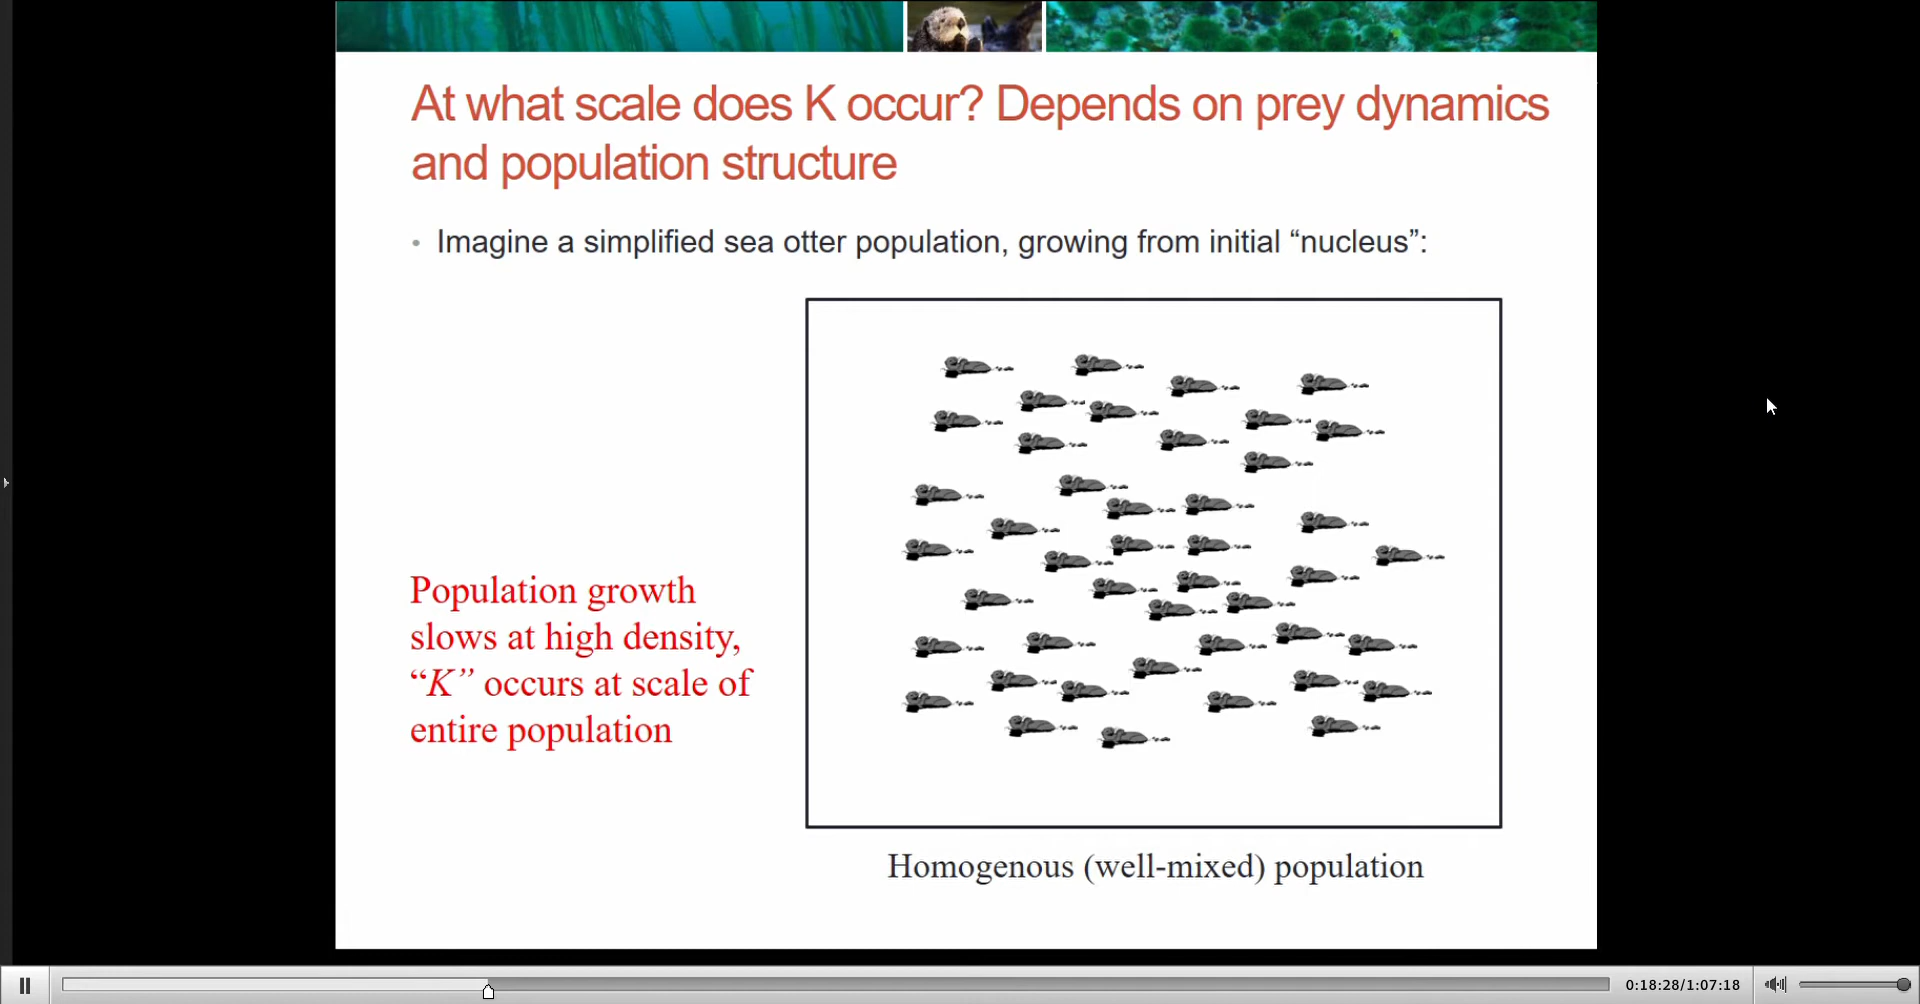 At what scale does K occur? Depends on prey dynamics
and population structure
• Imagine a simplified sea otter population, growing from initial “nucleus”:
Population growth
slows at high density,
“K” occurs at scale of
entire population
Homogenous (well-mixed) population
0:18:28/1:07:18